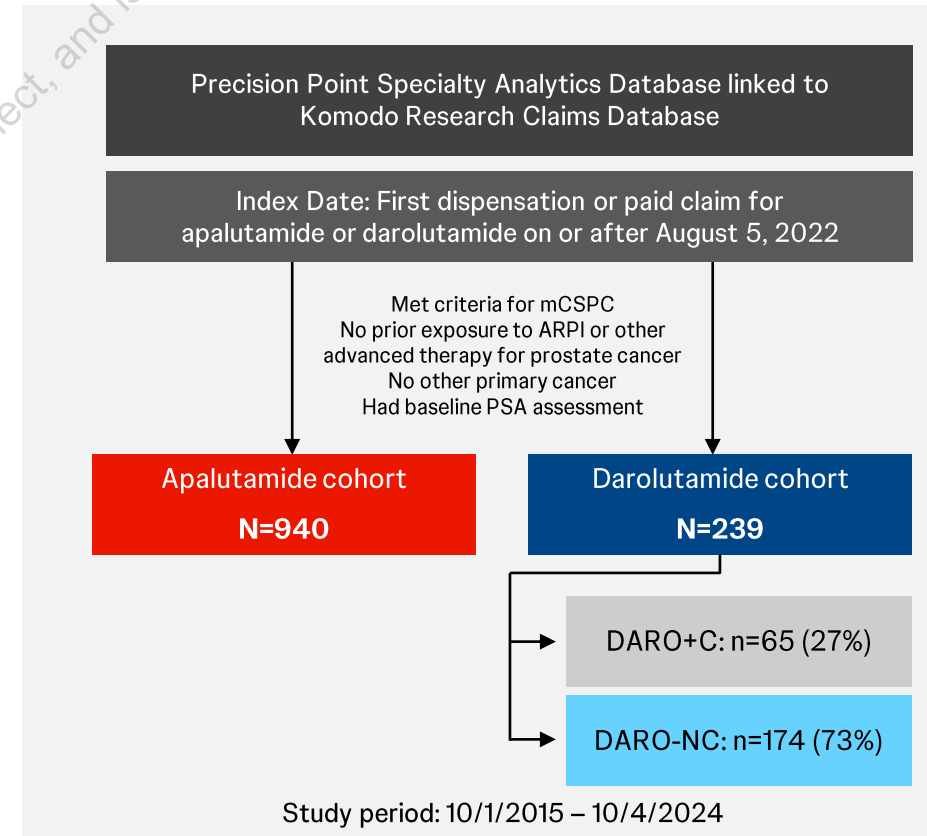 ect, and
Precision Point Specialty Analytics Database linked to
Komodo Research Claims Database
Index Date: First dispensation or paid claim for
apalutamide or darolutamide on or after August 5, 2022
Met criteria for mCSPC
No prior exposure to ARPI or other
advanced therapy for prostate cancer
No other primary cancer
Had baseline PSA assessment
Apalutamide cohort
N=940
Darolutamide cohort
N=239
DARO+C: n=65 (27%)
DARO-NC: n=174 (73%)
Study period: 10/1/2015 – 10/4/2024